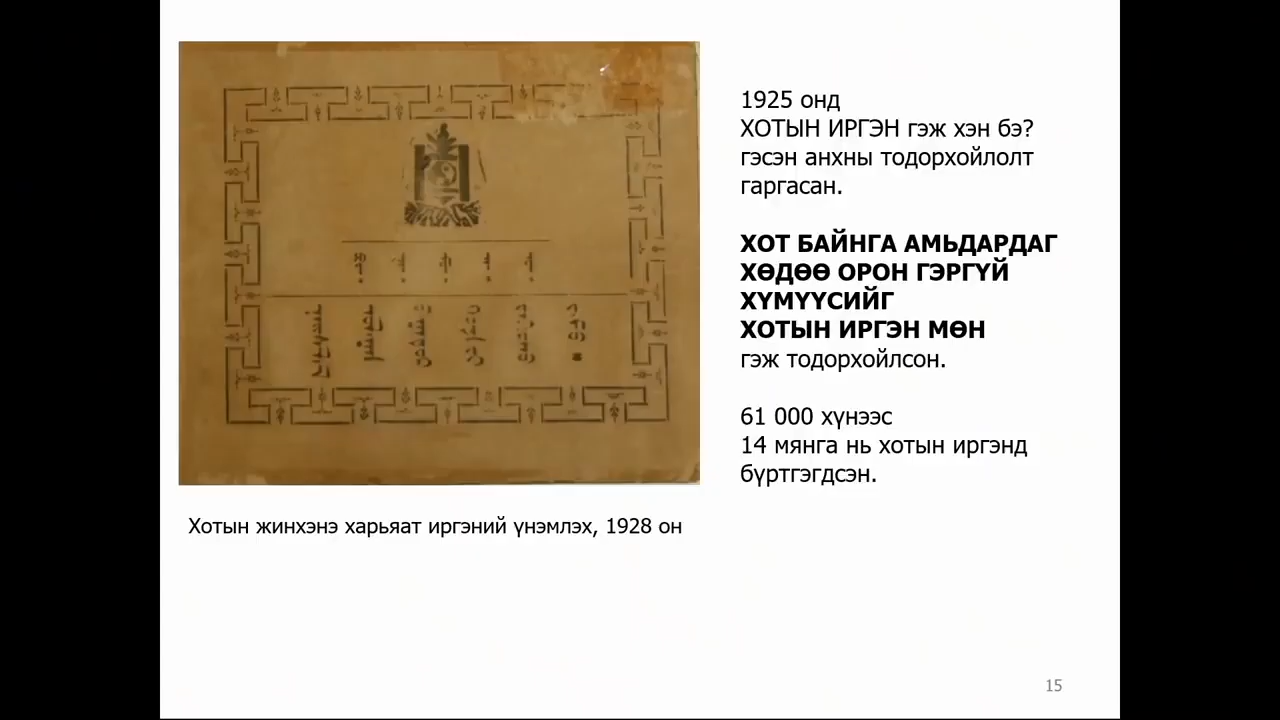 1925 онд
ХОТЫН ИРГЭН гэж хэн бэ?
гэсэн анхны тодорхойлолт
гаргасан.
ХОТ БАЙНГА АМЬДАРДАГ
ХӨДӨӨ ОРОН ГЭРГҮЙ
ХҮМҮҮСИЙГ
ХОТЫН ИРГЭН МӨН
гэж тодорхойлсон.
61 000 хүнээс
14 мянга нь хотын иргэнд
бүртгэгдсэн.
Хотын жинхэнэ харьяат иргэний үнэмлэх, 1928 он
15